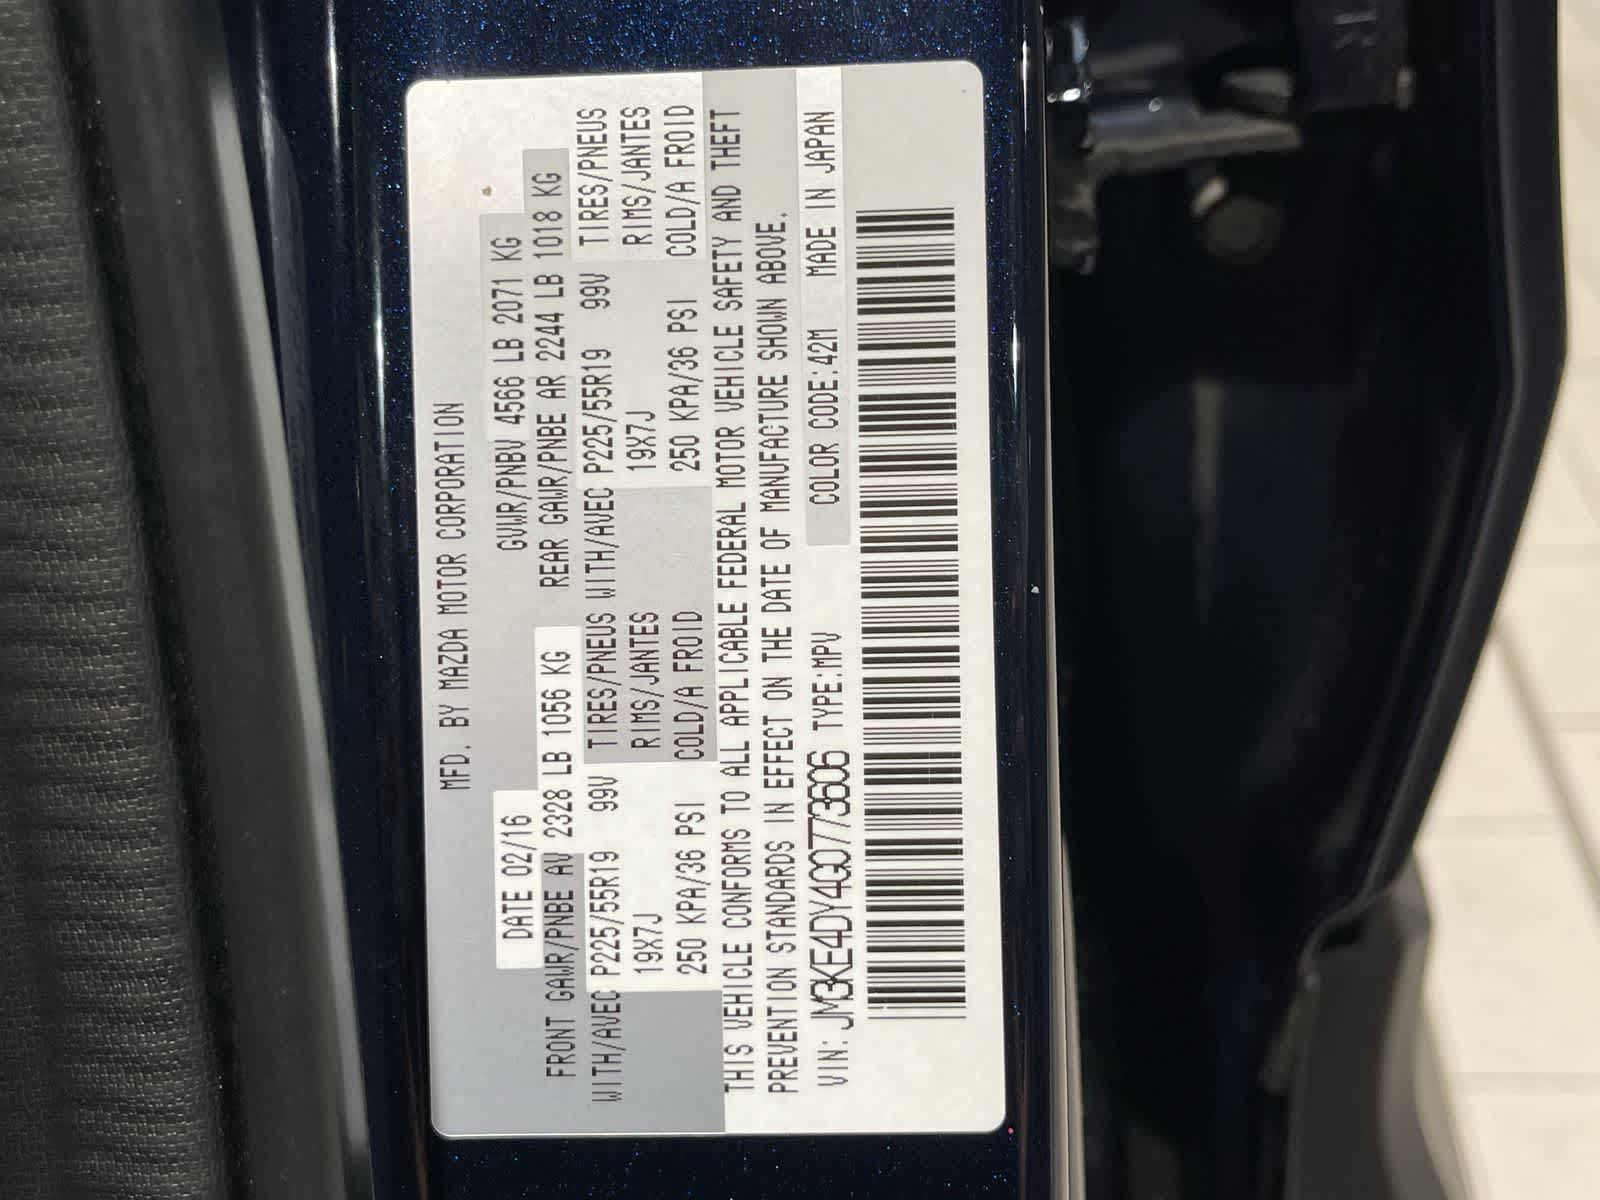 MFD. BY MAZDA MOTOR CORPORATION
DATE 02/16 GVWR/PNBV 4566 LB 2071 KG
FRONT GAWR/PNBE AV 2328 LB 1056 KG REAR GAWR/PNBE AR 2244 LB 1018 KG
WITH/AVEC P225/55R19 99V TIRES/PNEUS WITH/AVEC P225/55R19 99V TIRES/PNEUS
19X7J RIMS/JANTES 19X7J RIMS/JANTES
250 KPA/36 PSI COLD/A FROID 250 KPA/36 PSI COLD/A FROID
THIS VEHICLE CONFORMS TO ALL APPLICABLE FEDERAL MOTOR VEHICLE SAFETY AND THEFT
PREVENTION STANDARDS IN EFFECT ON THE DATE OF MANUFACTURE SHOWN ABOVE.
VIN: JM3KE4DY4G0773606 TYPE:MPV COLOR CODE:42M MADE IN JAPAN